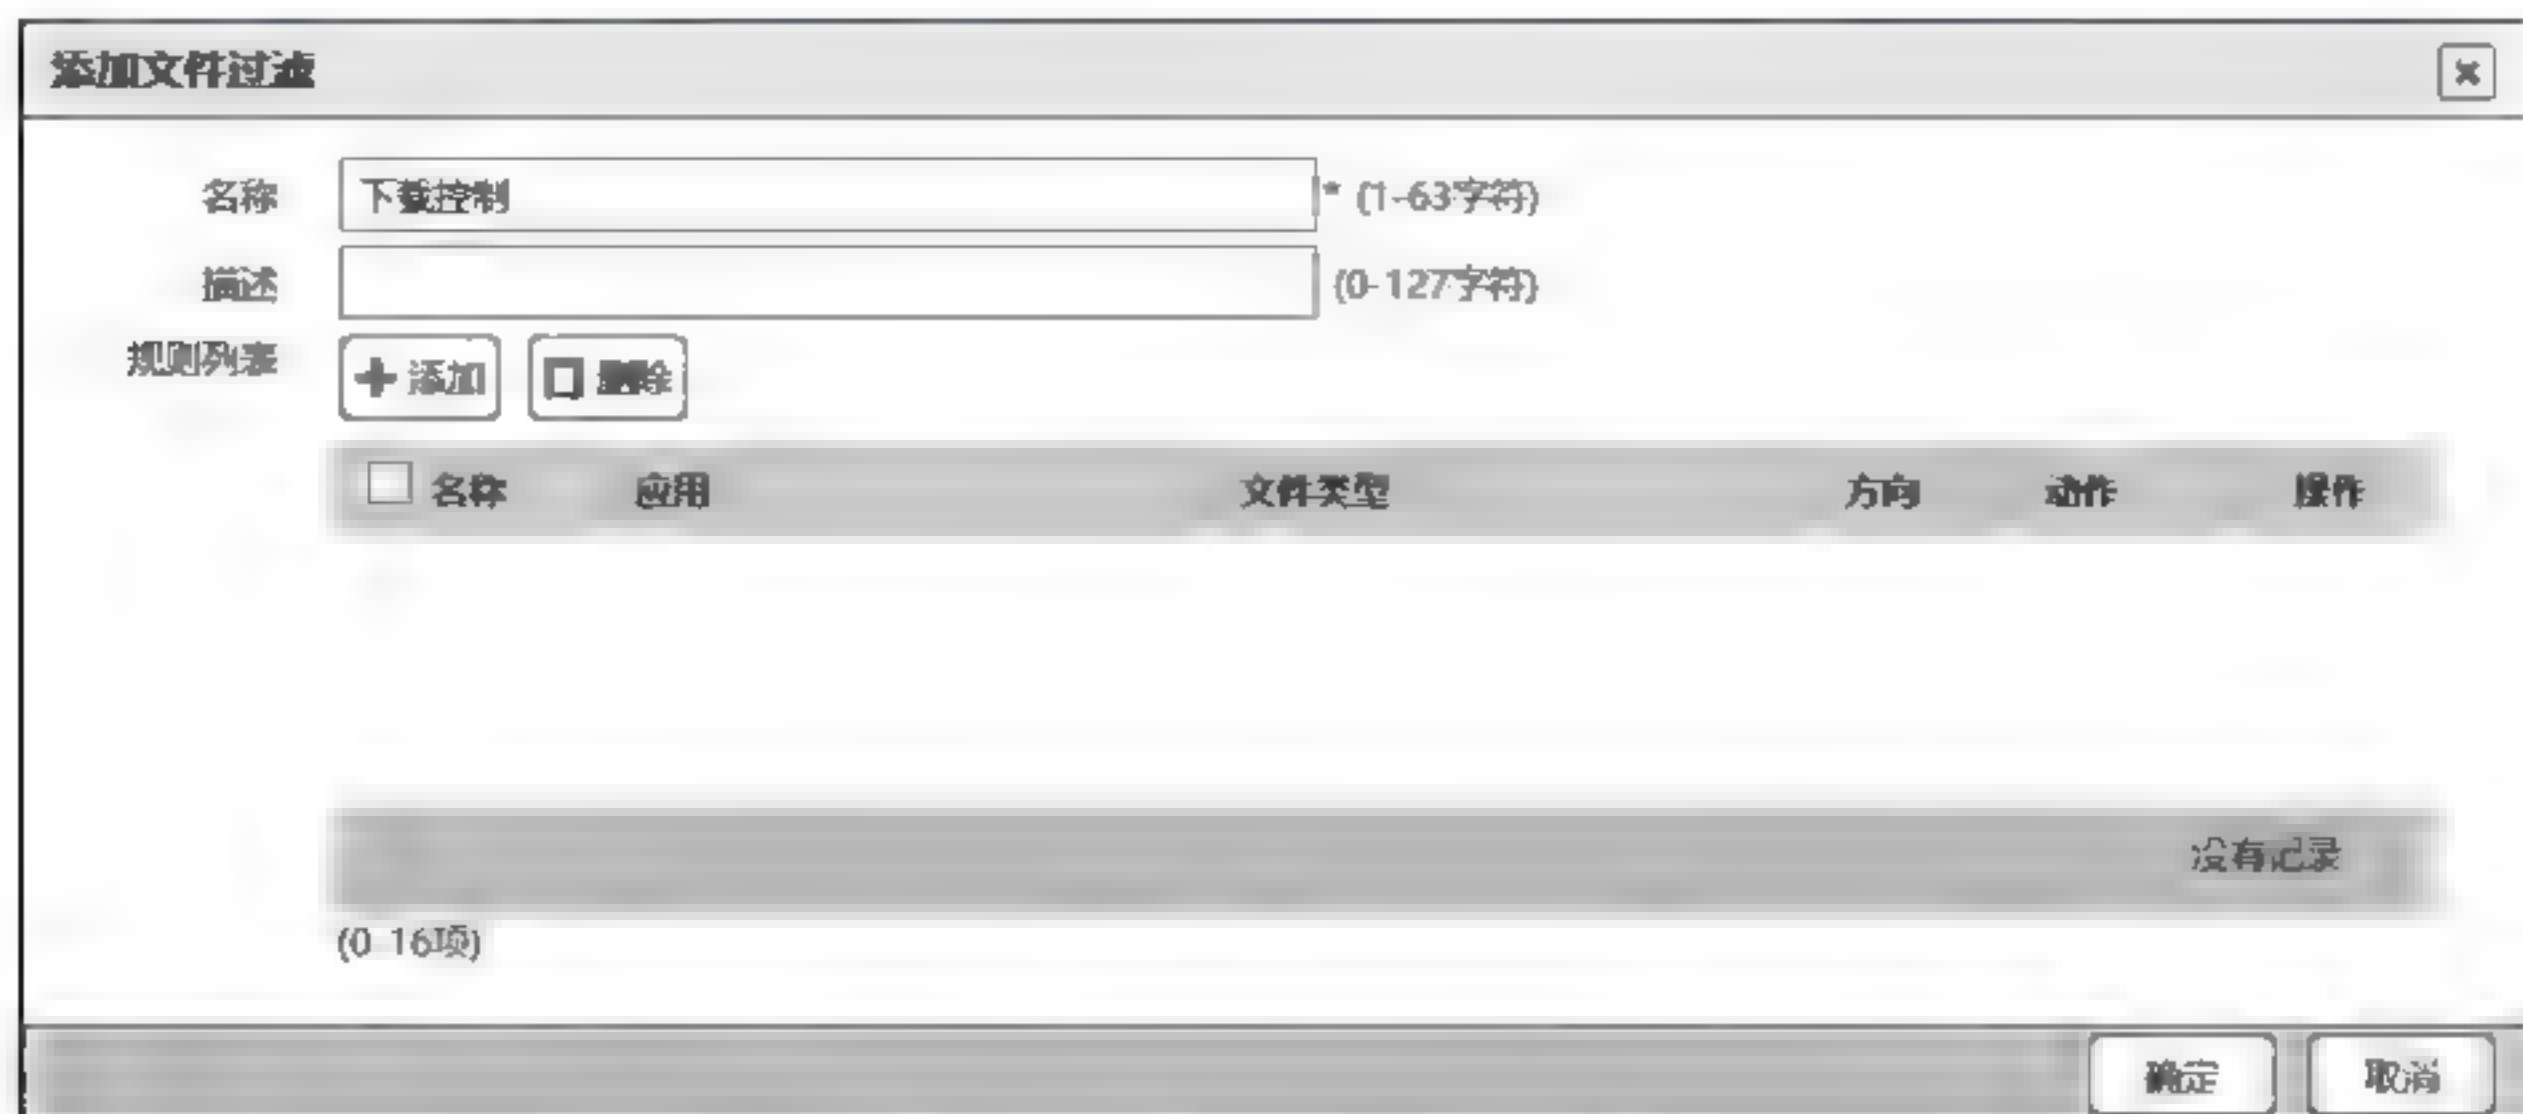 添加文件过滤
名称 下载控制 * (1-63字符)
描述 (0-127字符)
规则列表 添加 删除
名称 应用 文件类型 方向 动作 操作
没有记录
(0-16项)
确定 取消